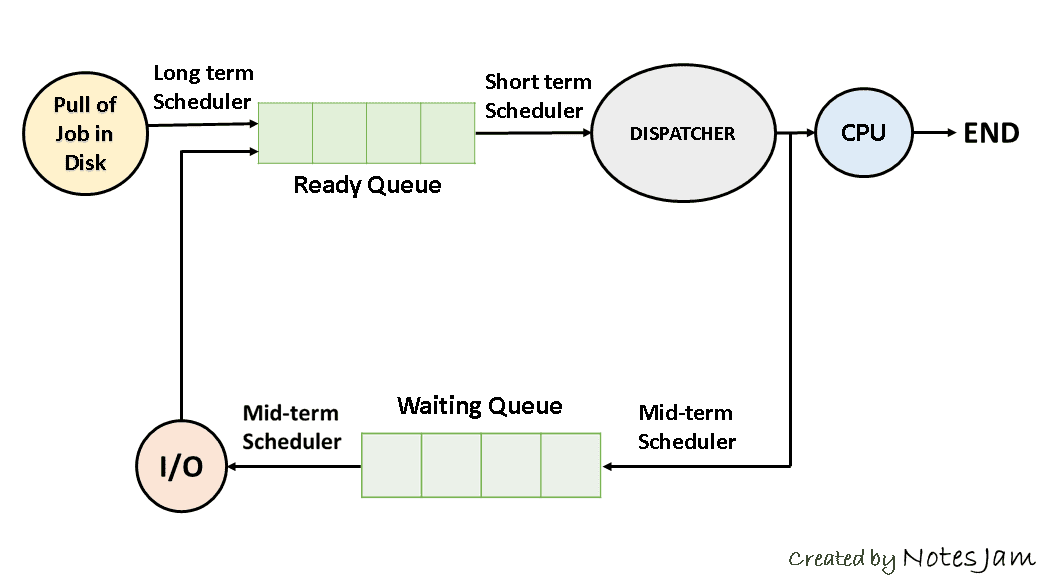 Long term
Scheduler
Short term
Scheduler
Pull of
Job in
Disk
DISPATCHER
CPU
END
Ready Queue
Waiting Queue
Mid-term
Scheduler
Mid-term
Scheduler
I/O
Created by NotesJam